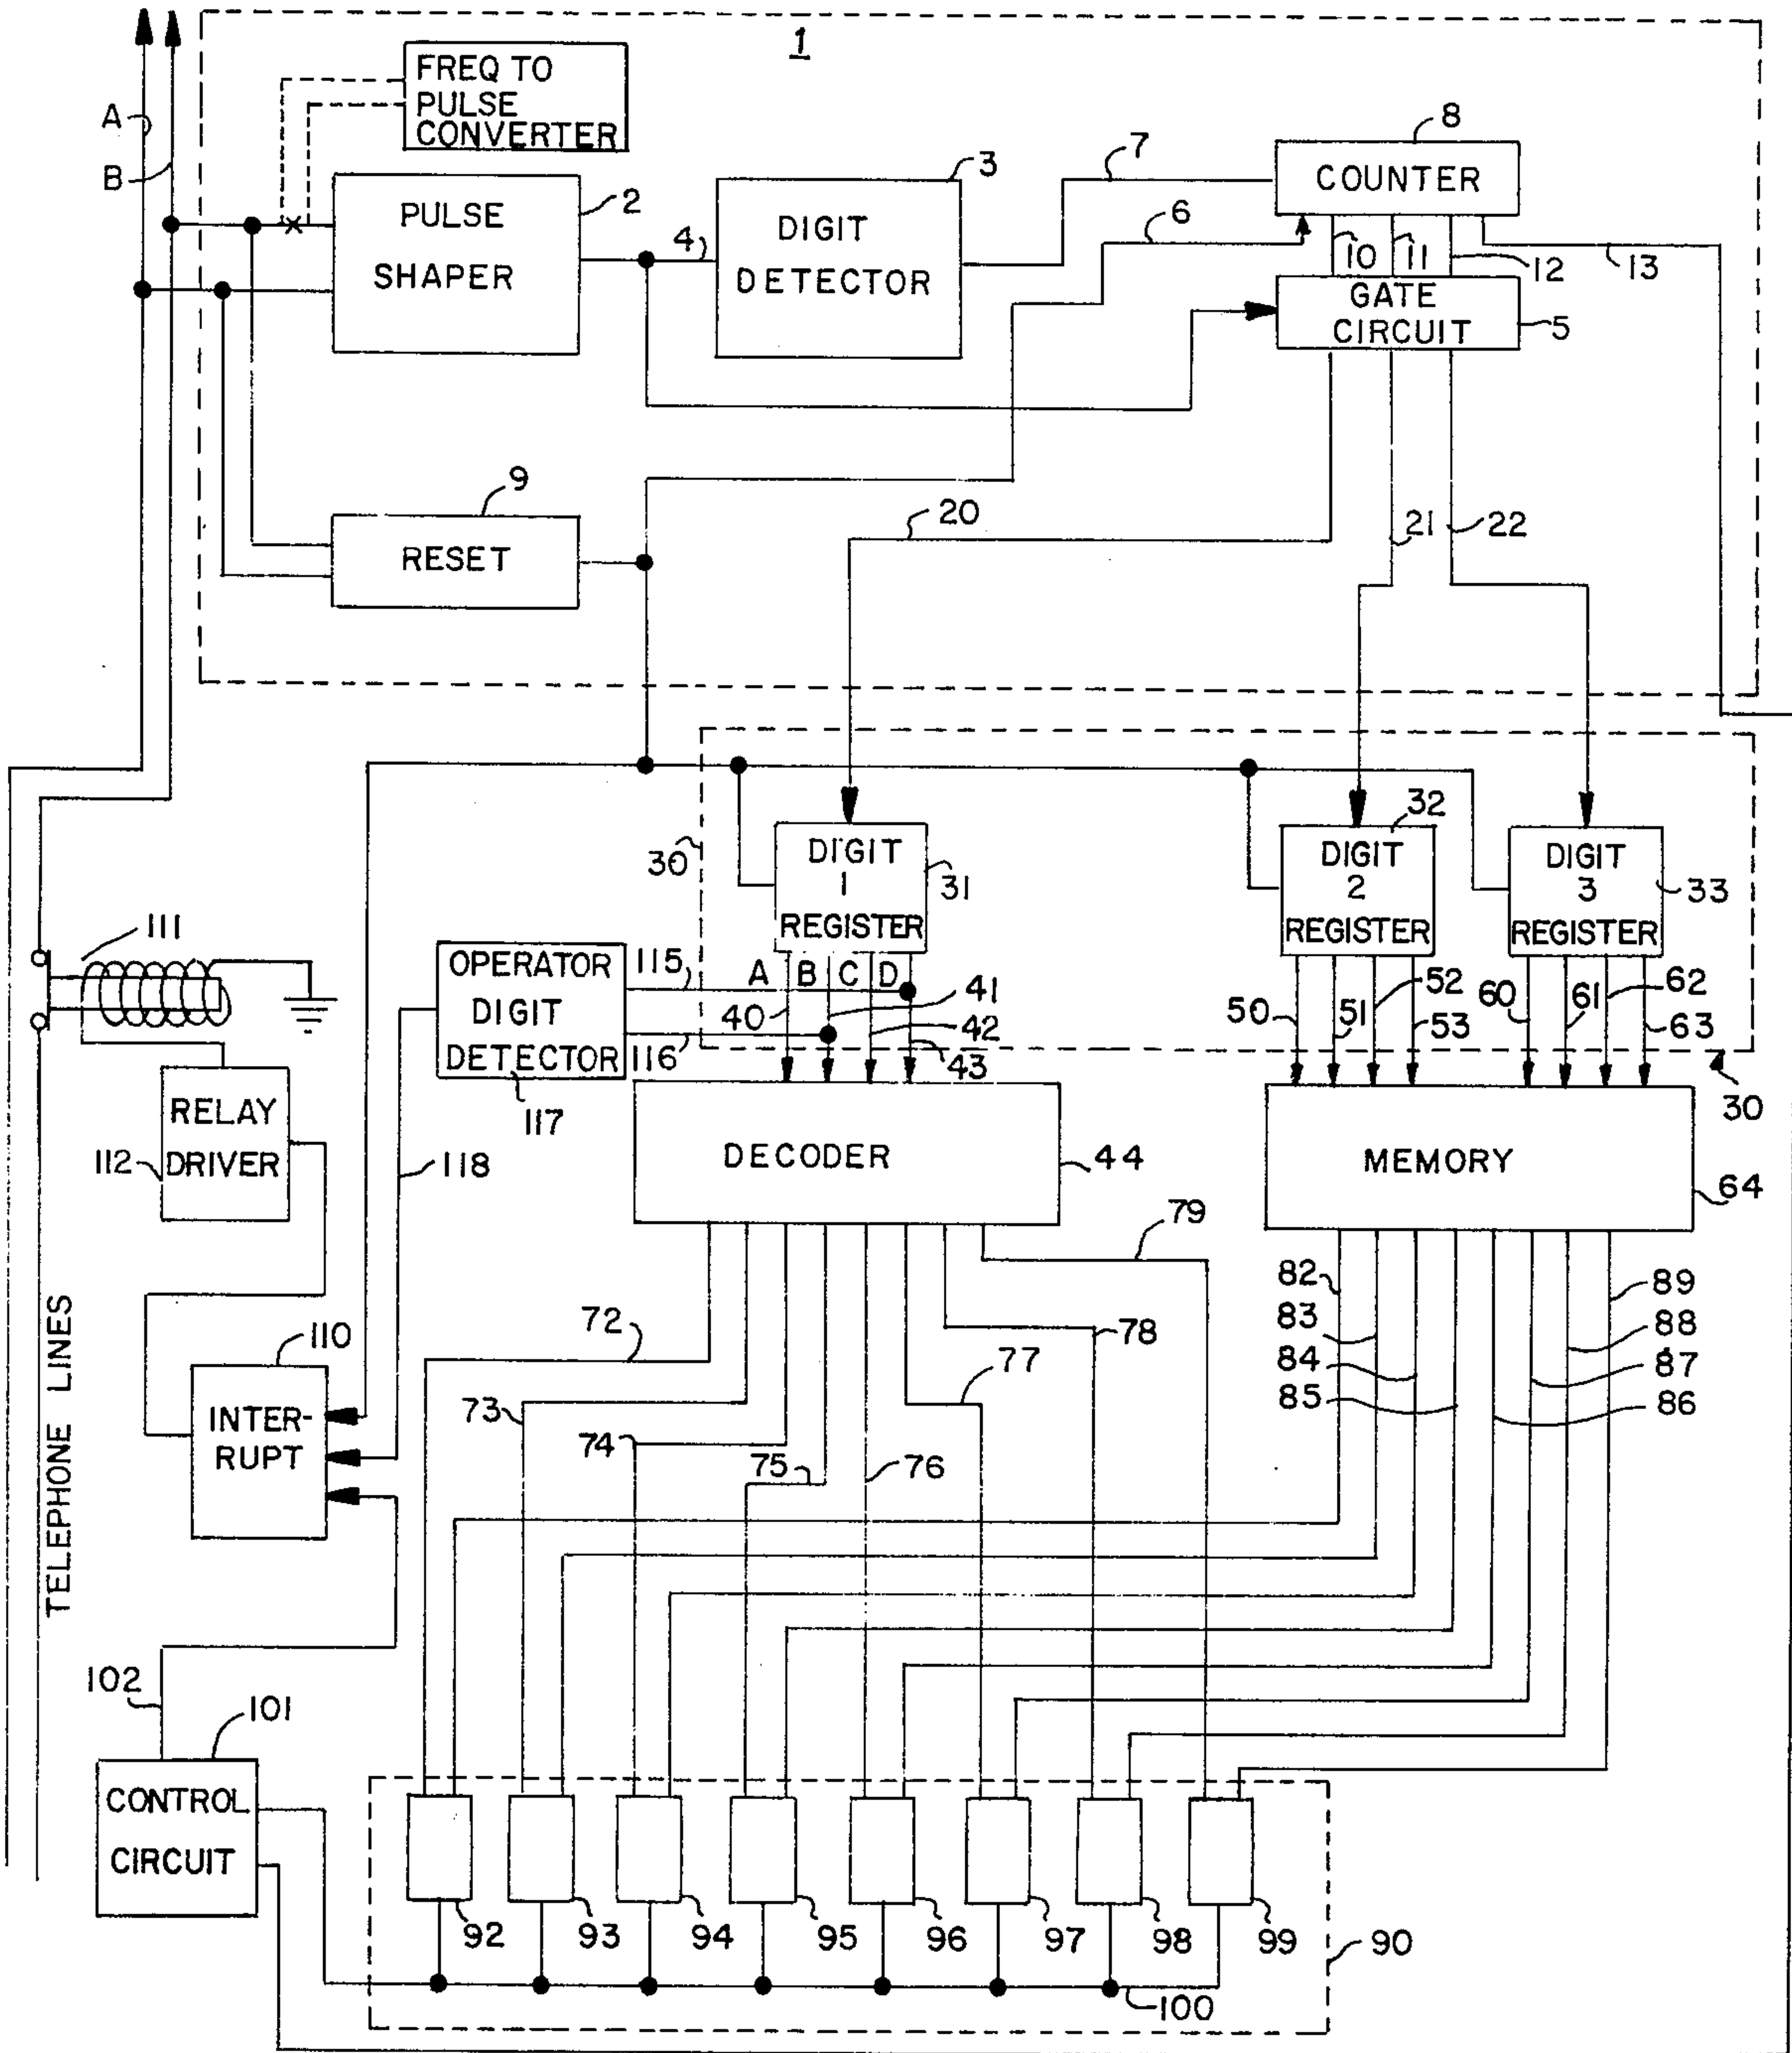 1
FREQ TO
PULSE
CONVERTER
A
B
8
COUNTER
7
3
2
PULSE
SHAPER
4
DIGIT
DETECTOR
6
10
11
12
13
GATE
CIRCUIT
5
9
RESET
20
21
22
30
DIGIT
1
REGISTER
31
32
DIGIT
2
REGISTER
DIGIT
3
REGISTER
33
111
OPERATOR
DIGIT
DETECTOR
117
115
116
A B C D
40
41
42
43
50
51
52
53
60
61
62
63
30
RELAY
DRIVER
112
118
DECODER
44
MEMORY
64
TELEPHONE LINES
110
INTER-
RUPT
72
73
74
75
76
77
78
79
82
83
84
85
89
88
87
86
102
101
CONTROL
CIRCUIT
92
93
94
95
96
97
98
99
90
100